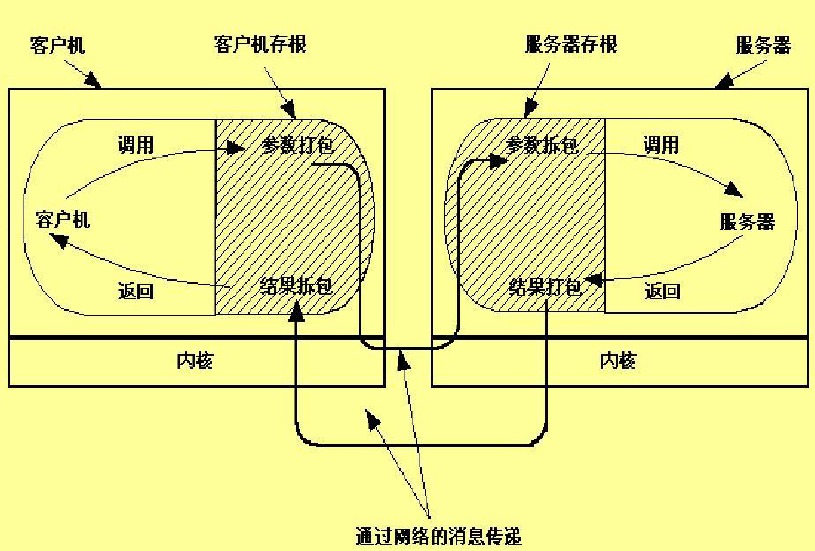 客户机
客户机存根
服务器存根
服务器
调用
参数打包
参数拆包
调用
客户机
服务器
返回
结果拆包
结果打包
返回
内核
内核
通过网络的消息传递